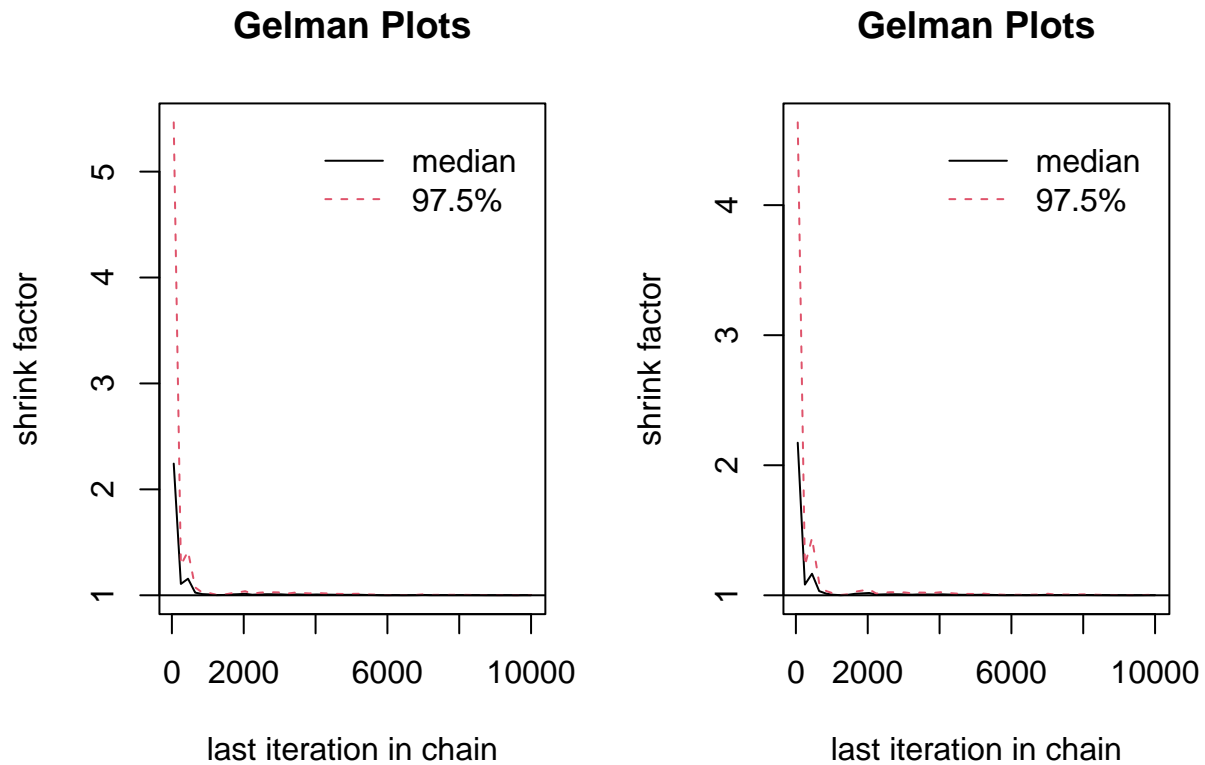 Gelman Plots
shrink factor
5
4
3
2
1
median
97.5%
0 2000 6000 10000
last iteration in chain
Gelman Plots
shrink factor
4
3
2
1
median
97.5%
0 2000 6000 10000
last iteration in chain